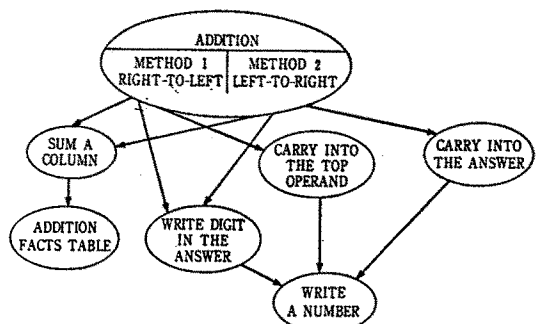 ADDITION
METHOD 1
RIGHT-TO-LEFT
METHOD 2
LEFT-TO-RIGHT
SUM A
COLUMN
CARRY INTO
THE TOP
OPERAND
CARRY INTO
THE ANSWER
ADDITION
FACTS TABLE
WRITE DIGIT
IN THE
ANSWER
WRITE
A NUMBER